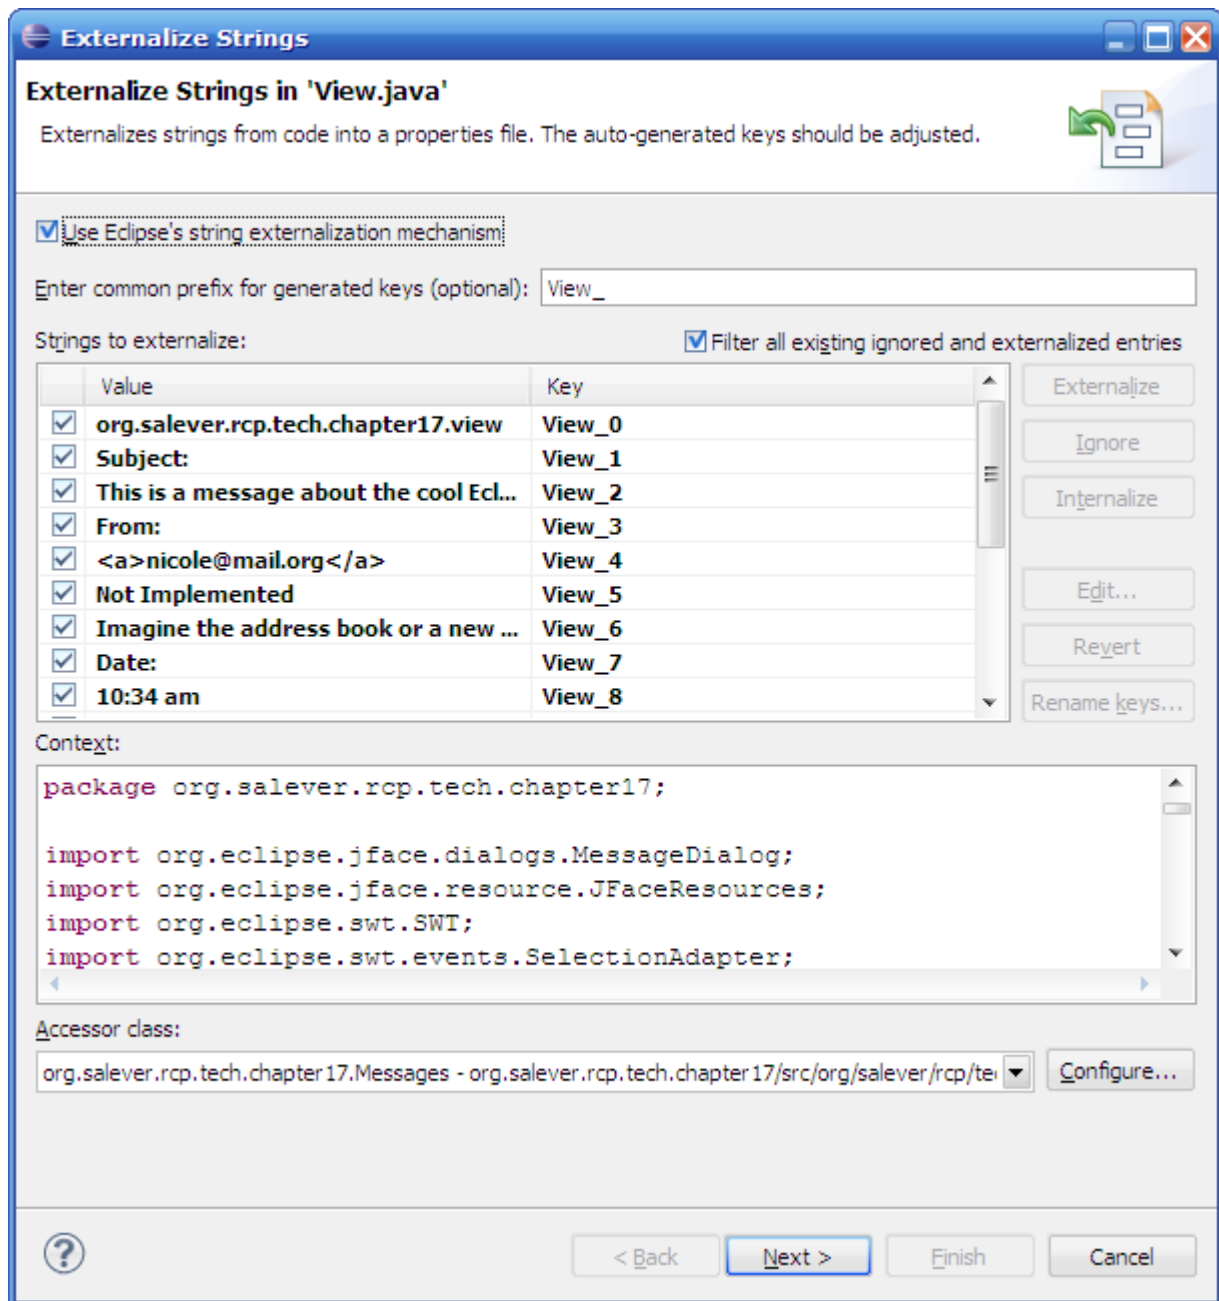 Externalize Strings
Externalize Strings in 'View.java'
Externalizes strings from code into a properties file. The auto-generated keys should be adjusted.
Use Eclipse's string externalization mechanism
Enter common prefix for generated keys (optional): View_
Strings to externalize: Filter all existing ignored and externalized entries
Value Key
org.salever.rcp.tech.chapter17.view View_0
Subject: View_1
This is a message about the cool Ecl... View_2
From: View_3
<a>nicole@mail.org</a> View_4
Not Implemented View_5
Imagine the address book or a new ... View_6
Date: View_7
10:34 am View_8
Externalize
Ignore
Internalize
Edit...
Revert
Rename keys...
Context:
package org.salever.rcp.tech.chapter17;
import org.eclipse.jface.dialogs.MessageDialog;
import org.eclipse.jface.resource.JFaceResources;
import org.eclipse.swt.SWT;
import org.eclipse.swt.events.SelectionAdapter;
Accessor class:
org.salever.rcp.tech.chapter17.Messages - org.salever.rcp.tech.chapter17/src/org/salever/rcp/te Configure...
? < Back Next > Finish Cancel